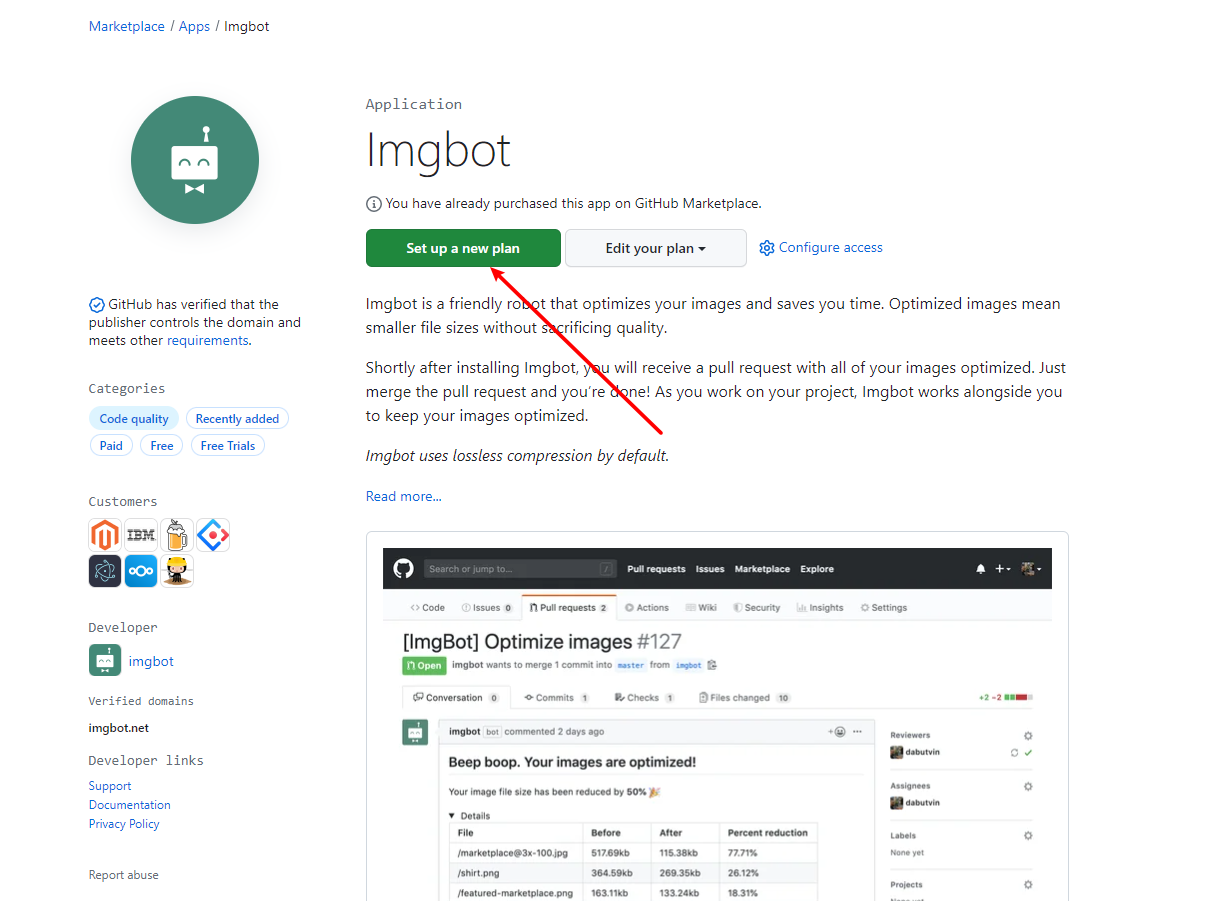 Marketplace / Apps / Imgbot
Application
Imgbot
You have already purchased this app on GitHub Marketplace.
Set up a new plan
Edit your plan
Configure access
GitHub has verified that the
publisher controls the domain and
meets other requirements.
Categories
Code quality
Recently added
Paid
Free
Free Trials
Customers
IBM
Developer
imgbot
Verified domains
imgbot.net
Developer links
Support
Documentation
Privacy Policy
Report abuse
Imgbot is a friendly robot that optimizes your images and saves you time. Optimized images mean
smaller file sizes without sacrificing quality.
Shortly after installing Imgbot, you will receive a pull request with all of your images optimized. Just
merge the pull request and you're done! As you work on your project, Imgbot works alongside you
to keep your images optimized.
Imgbot uses lossless compression by default.
Read more...
Search or jump to...
/
Pull requests
Issues
Marketplace
Explore
Code
Issues 0
Pull requests 2
Actions
Wiki
Security
Insights
Settings
[ImgBot] Optimize images #127
Open
imgbot wants to merge 1 commit into master from imgbot
Conversation 0
Commits 1
Checks 1
Files changed 10
+2 −2
imgbot bot commented 2 days ago
Beep boop. Your images are optimized!
Your image file size has been reduced by 50%
Details
File Before After Percent reduction
/marketplace@3x-100.jpg 517.69kb 115.38kb 77.71%
/shirt.png 364.59kb 269.35kb 26.12%
/featured-marketplace.png 163.11kb 133.24kb 18.31%
Reviewers
dabutvin
Assignees
dabutvin
Labels
None yet
Projects